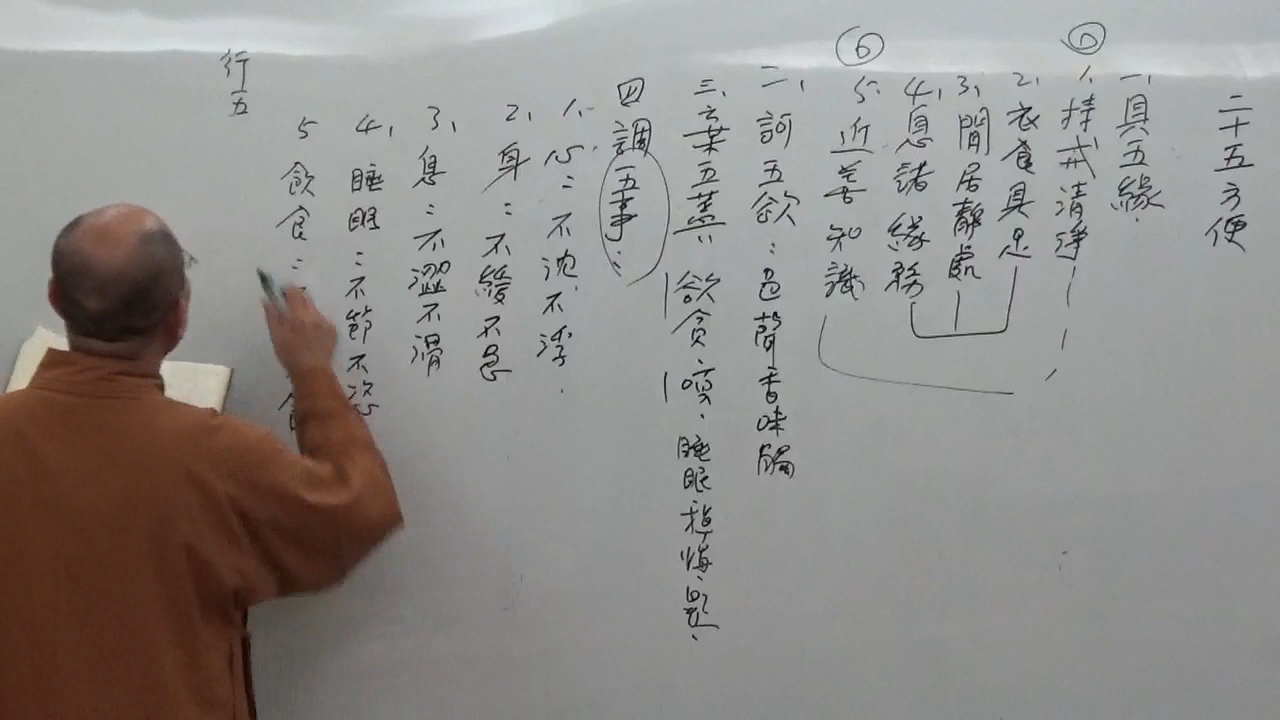 二十五方便
一、具五緣.
① 1、持戒清淨
2、衣食具足
3、閒居靜處
4、息諸緣務
⑥ 5、近善知識
二、訶五欲：色聲香味觸
三、棄五蓋： 欲貪、瞋、睡眠、掉悔、疑、
四調五事：
1、心：不沈不浮.
2、身：不緩不急
3、息：不澀不滑
4、睡眠：不節不恣
5 飲食：不
行五